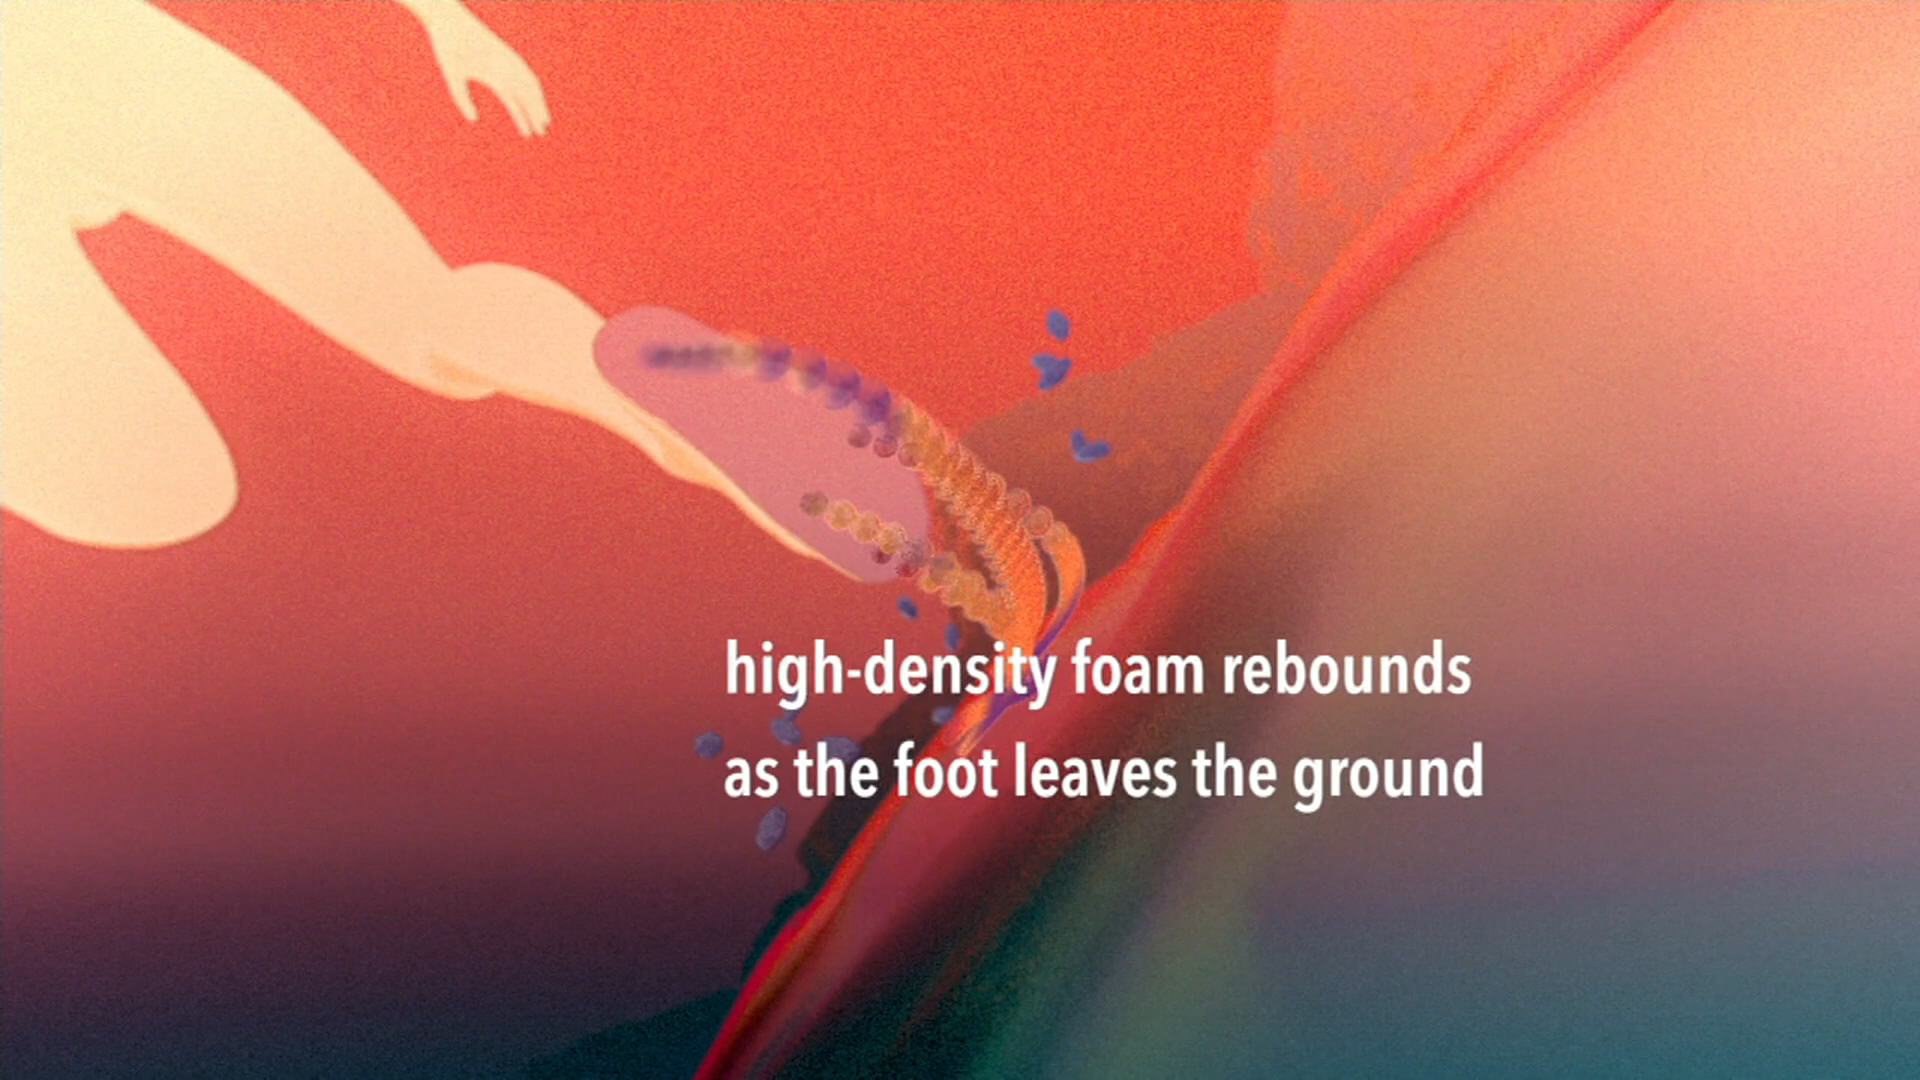 high-density foam rebounds
as the foot leaves the ground